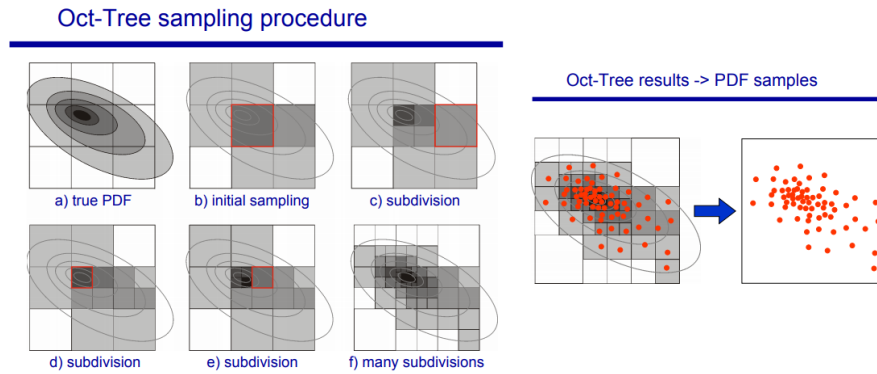 Oct-Tree sampling procedure
a) true PDF
b) initial sampling
c) subdivision
d) subdivision
e) subdivision
f) many subdivisions
Oct-Tree results -> PDF samples